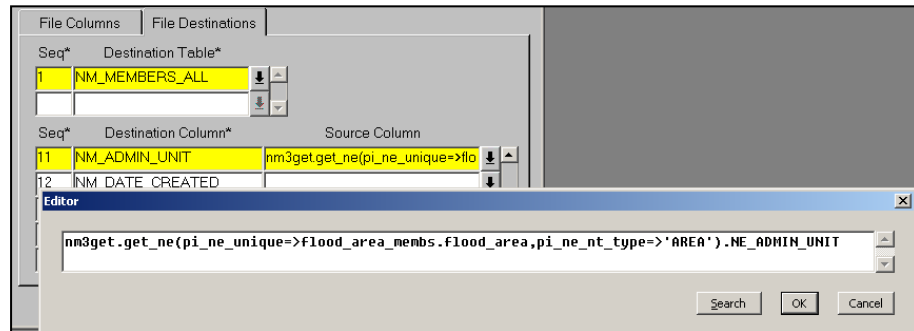 File Columns File Destinations
Seq* Destination Table*
1 NM_MEMBERS_ALL
Seq* Destination Column* Source Column
11 NM_ADMIN_UNIT nm3get.get_ne(pi_ne_unique=>flo
12 NM_DATE_CREATED
Editor
nm3get.get_ne(pi_ne_unique=>flood_area_membs.flood_area,pi_ne_nt_type=>'AREA').NE_ADMIN_UNIT
Search OK Cancel